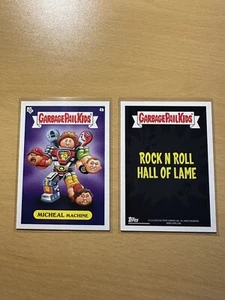 GARBAGE PAIL KIDS
MICHEAL MACHINE
GARBAGE PAIL KIDS
ROCK N ROLL
HALL OF LAME
Topps